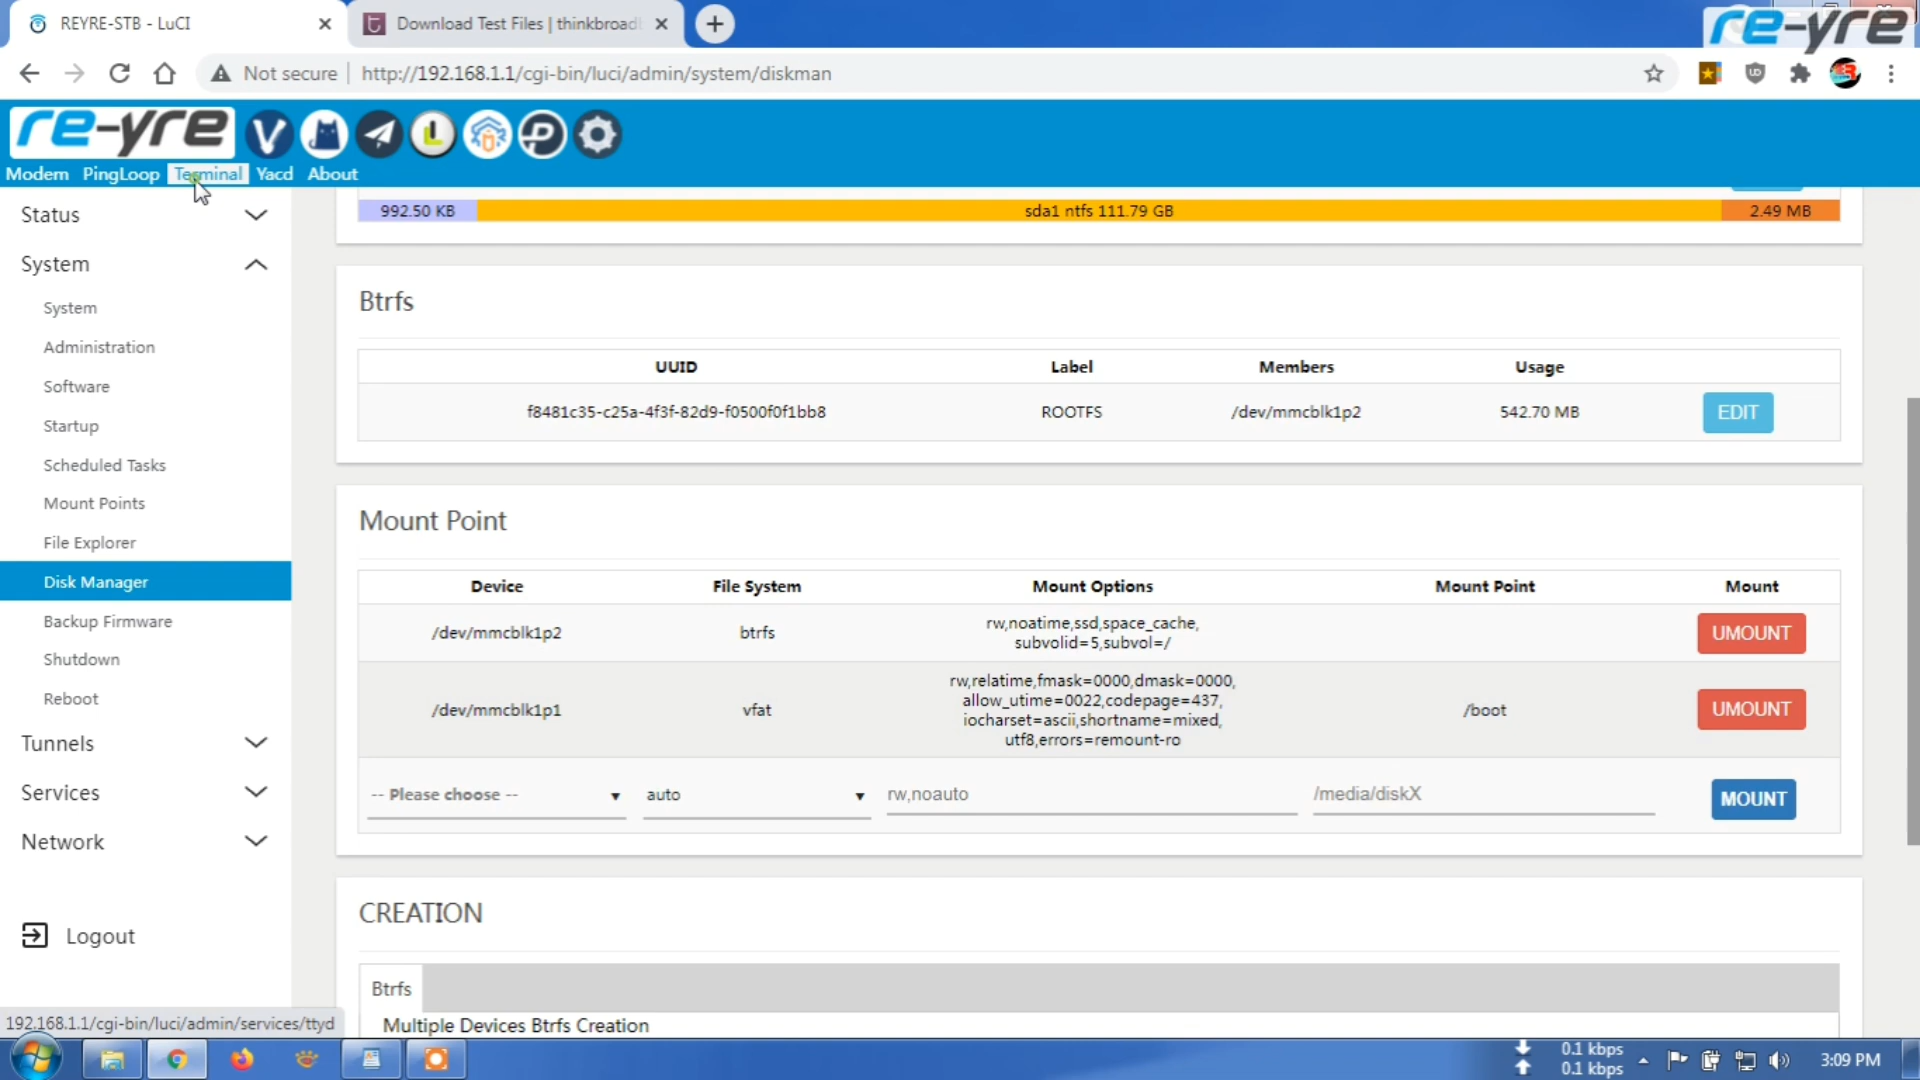 REYRE-STB - LuCI
Download Test Files | thinkbroad
re-yre
Not secure http://192.168.1.1/cgi-bin/luci/admin/system/diskman
re-yre
Modem PingLoop Terminal Yacd About
Status
System
System
Administration
Software
Startup
Scheduled Tasks
Mount Points
File Explorer
Disk Manager
Backup Firmware
Shutdown
Reboot
Tunnels
Services
Network
Logout
992.50 KB sda1 ntfs 111.79 GB 2.49 MB
Btrfs
UUID Label Members Usage
f8481c35-c25a-4f3f-82d9-f0500f0f1bb8 ROOTFS /dev/mmcblk1p2 542.70 MB EDIT
Mount Point
Device File System Mount Options Mount Point Mount
/dev/mmcblk1p2 btrfs rw,noatime,ssd,space_cache,
subvolid=5,subvol=/ UMOUNT
/dev/mmcblk1p1 vfat rw,relatime,fmask=0000,dmask=0000,
allow_utime=0022,codepage=437,
iocharset=ascii,shortname=mixed,
utf8,errors=remount-ro /boot UMOUNT
-- Please choose -- auto rw,noauto /media/diskX MOUNT
CREATION
Btrfs
Multiple Devices Btrfs Creation
192.168.1.1/cgi-bin/luci/admin/services/ttyd
0.1 kbps
0.1 kbps
3:09 PM